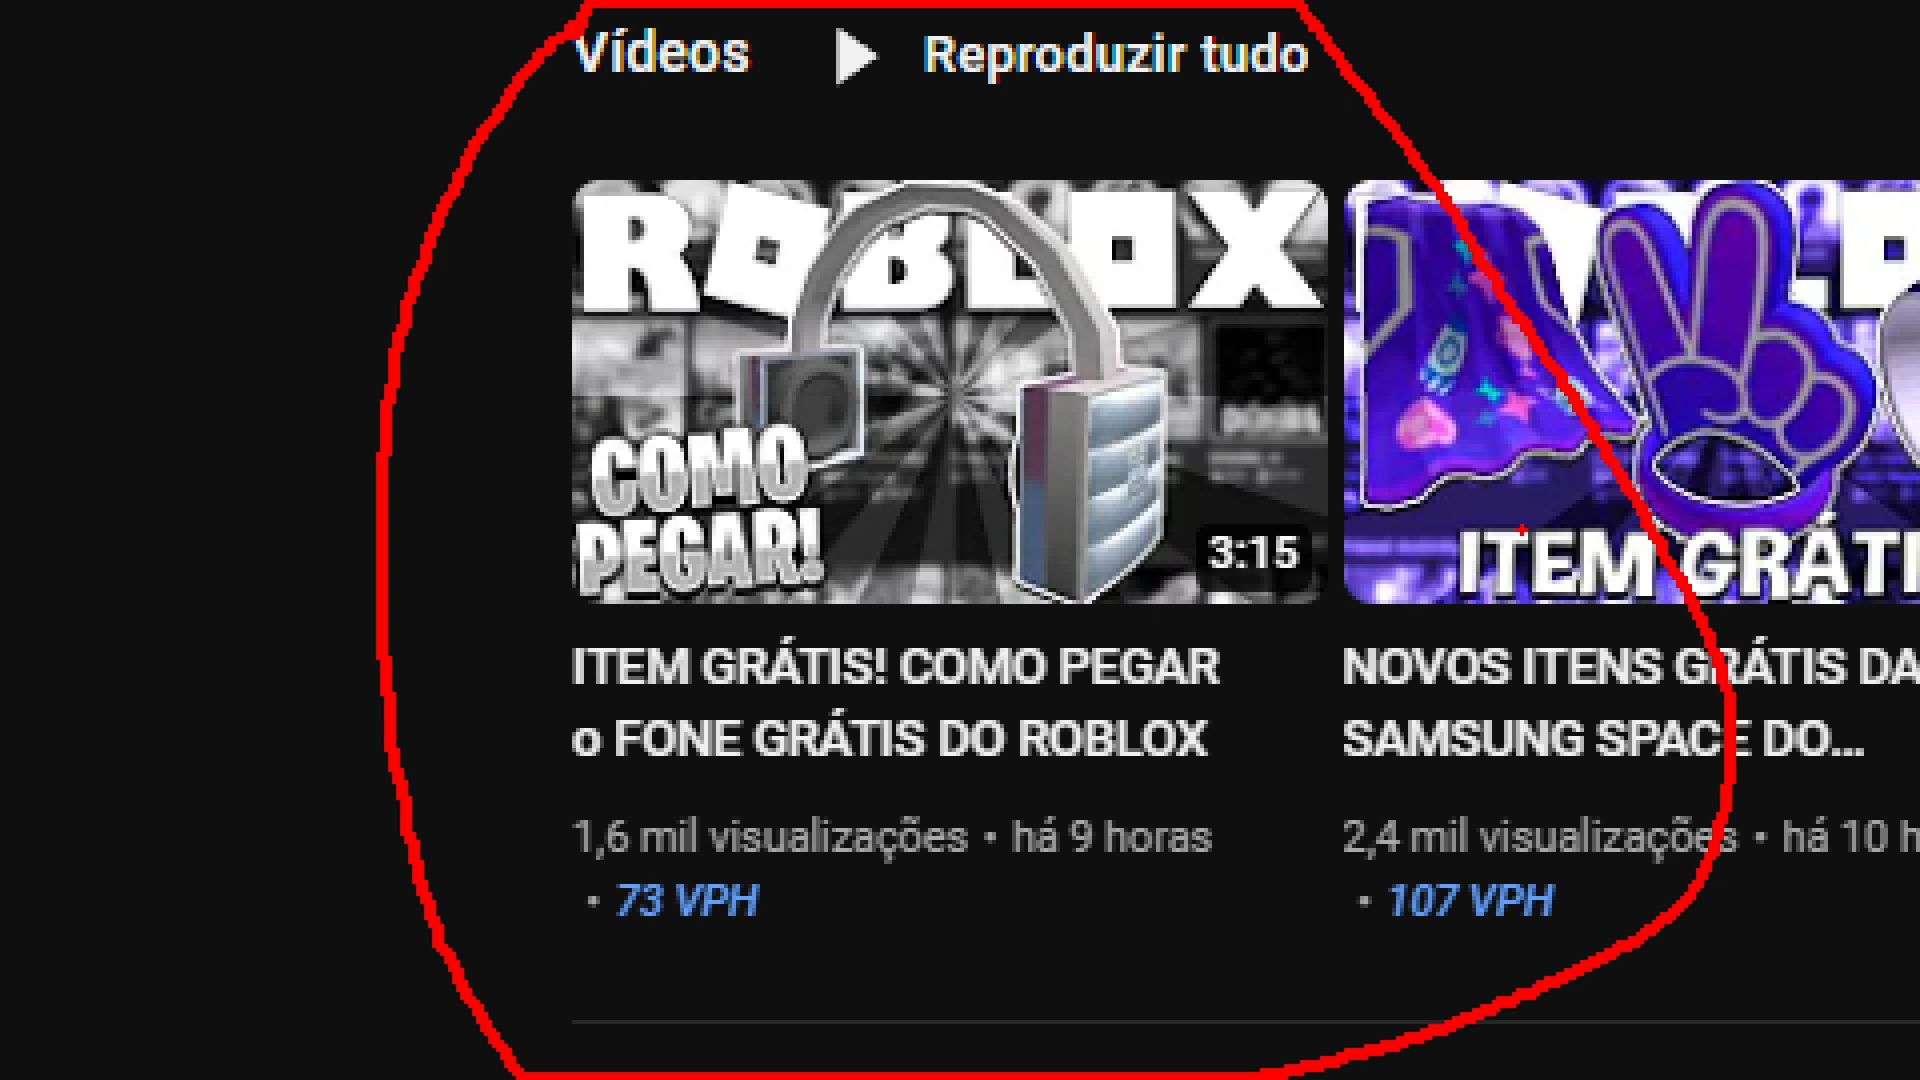 Vídeos Reproduzir tudo
ROBLOX
COMO
PEGAR!
3:15
ITEM GRÁTI
ITEM GRÁTIS! COMO PEGAR
o FONE GRÁTIS DO ROBLOX
1,6 mil visualizações • há 9 horas
• 73 VPH
NOVOS ITENS GRÁTIS DA
SAMSUNG SPACE DO...
2,4 mil visualizações • há 10 h
• 107 VPH